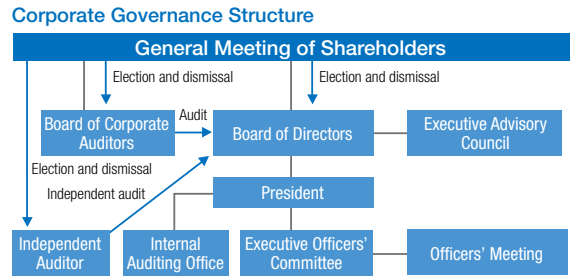 Corporate Governance Structure
General Meeting of Shareholders
Election and dismissal
Election and dismissal
Board of Corporate
Auditors
Audit
Board of Directors
Executive Advisory
Council
Election and dismissal
Independent audit
President
Independent
Auditor
Internal
Auditing Office
Executive Officers’
Committee
Officers’ Meeting